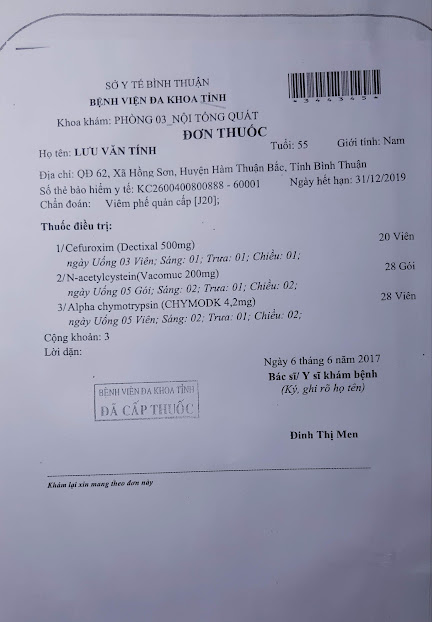 SỞ Y TẾ BÌNH THUẬN
BỆNH VIỆN ĐA KHOA TỈNH
*3443454*
Khoa khám: PHÒNG 03_NỘI TỔNG QUÁT
ĐƠN THUỐC
Họ tên: LƯU VĂN TÍNH Tuổi: 55 Giới tính: Nam
Địa chỉ: QĐ 62, Xã Hồng Sơn, Huyện Hàm Thuận Bắc, Tỉnh Bình Thuận
Số thẻ bảo hiểm y tế: KC2600400800888 - 60001 Ngày hết hạn: 31/12/2019
Chẩn đoán: Viêm phế quản cấp [J20];
Thuốc điều trị:
1/Cefuroxim (Dectixal 500mg) 20 Viên
ngày Uống 03 Viên; Sáng: 01; Trưa: 01; Chiều: 01;
2/N-acetylcystein(Vacomuc 200mg) 28 Gói
ngày Uống 05 Gói; Sáng: 02; Trưa: 01; Chiều: 02;
3/Alpha chymotrypsin (CHYMODK 4,2mg) 28 Viên
ngày Uống 05 Viên; Sáng: 02; Trưa: 01; Chiều: 02;
Cộng khoản: 3
Lời dặn:
Ngày 6 tháng 6 năm 2017
Bác sĩ/ Y sĩ khám bệnh
(Ký, ghi rõ họ tên)
BỆNH VIỆN ĐA KHOA TỈNH
ĐÃ CẤP THUỐC
Đinh Thị Men
Khám lại xin mang theo đơn này